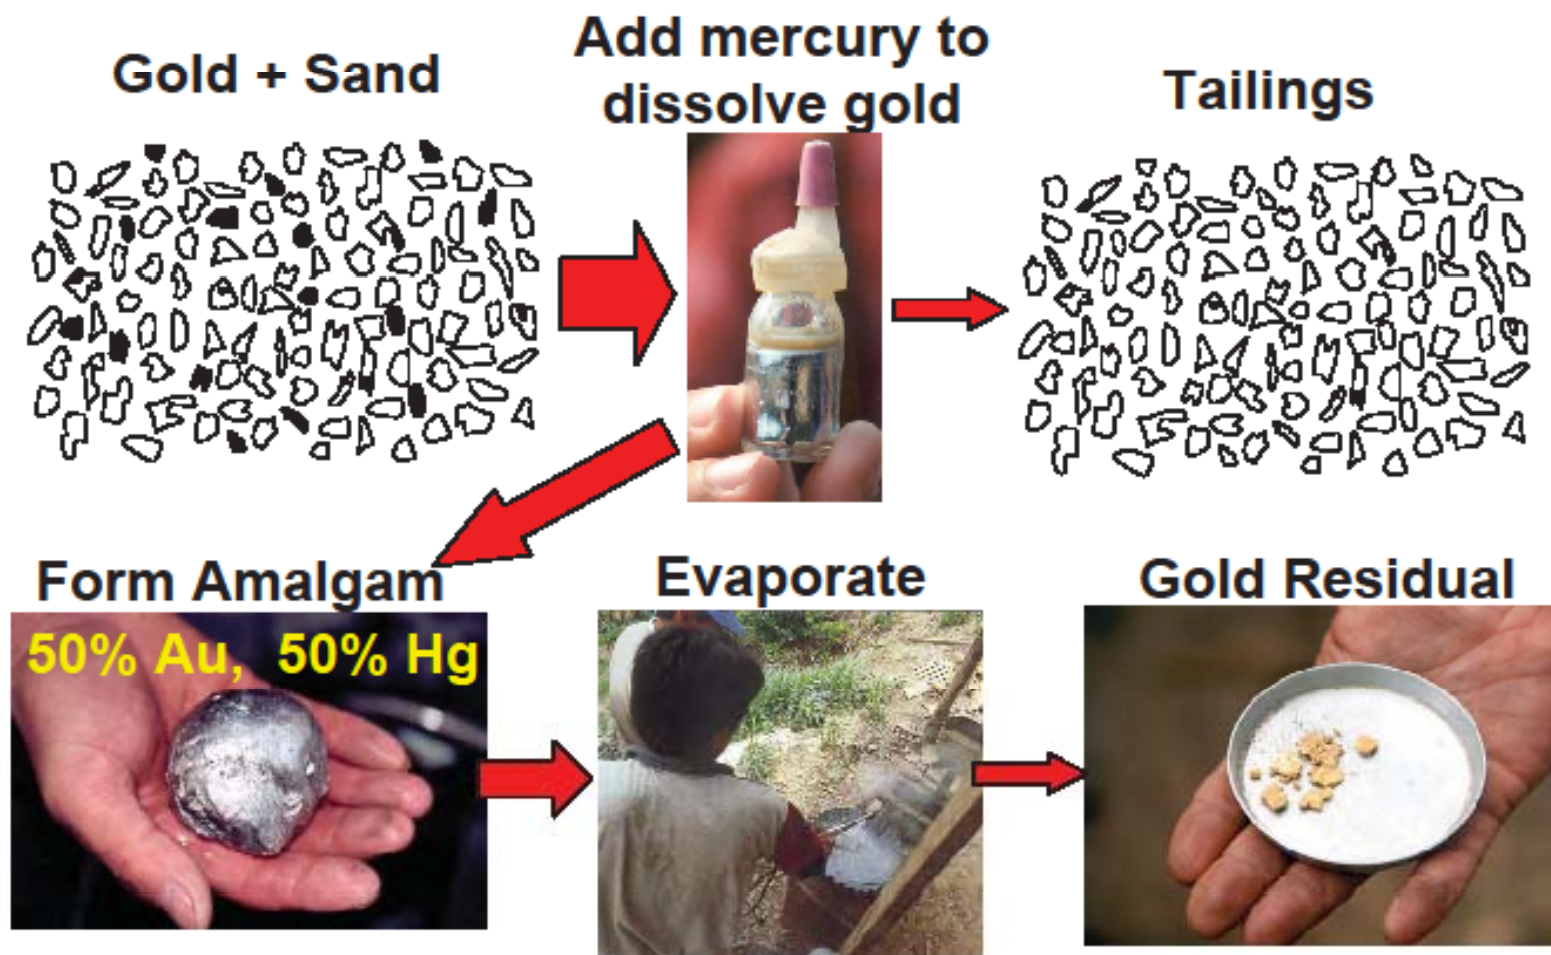 Gold + Sand
Add mercury to
dissolve gold
Tailings
Form Amalgam
50% Au, 50% Hg
Evaporate
Gold Residual